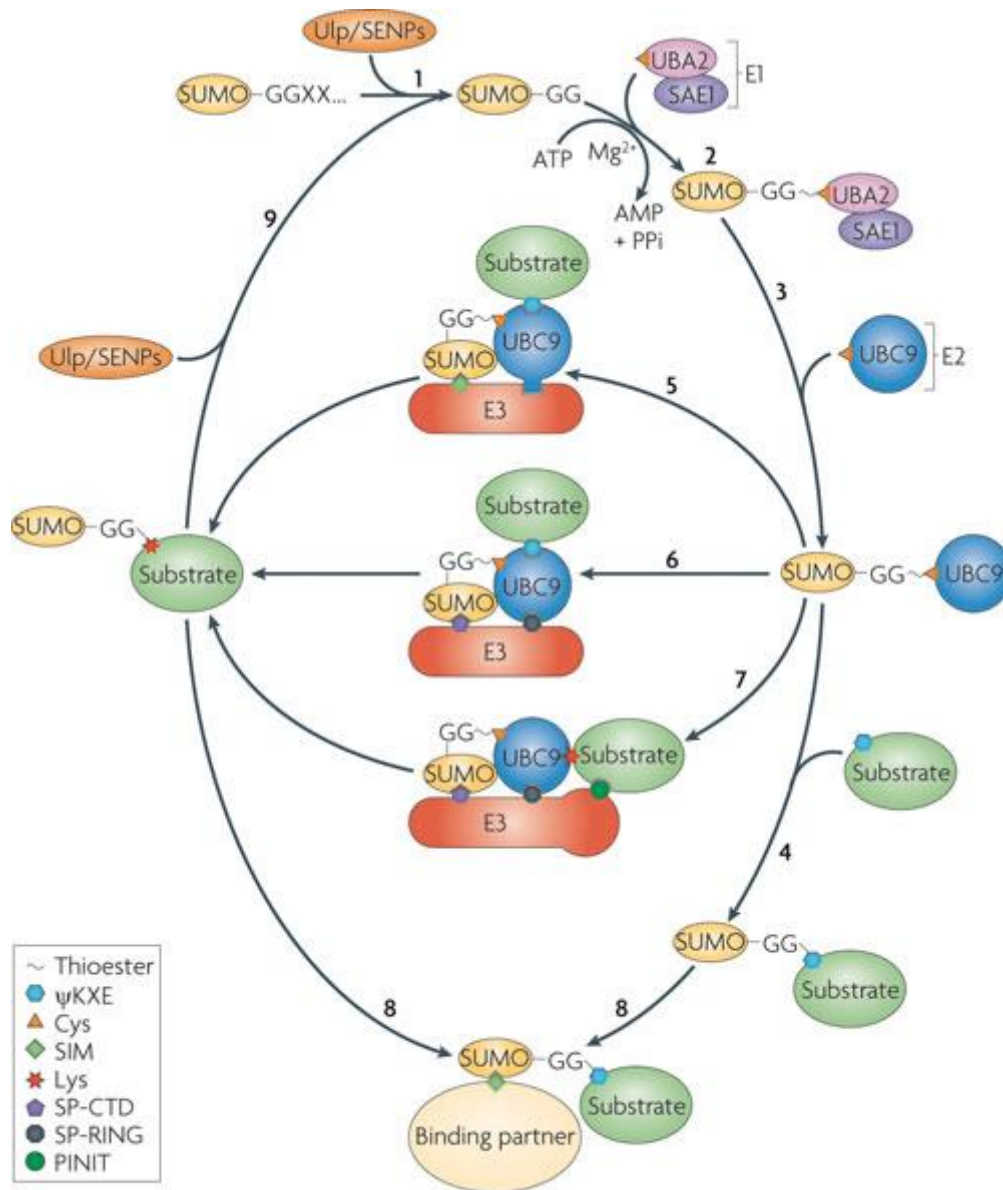 Ulp/SENPs
SUMO–GGXX...
1
SUMO–GG
UBA2
SAE1
E1
ATP
Mg²⁺
AMP
+ PPi
2
SUMO–GG
UBA2
SAE1
9
3
Substrate
GG
SUMO
UBC9
E3
Ulp/SENPs
5
UBC9
E2
Substrate
GG
SUMO
UBC9
E3
SUMO–GG
Substrate
6
SUMO–GG
UBC9
7
GG
SUMO
UBC9
Substrate
E3
Substrate
4
SUMO–GG
Substrate
8
8
SUMO–GG
Substrate
Binding partner
Thioester
ψKXE
Cys
SIM
Lys
SP-CTD
SP-RING
PINIT